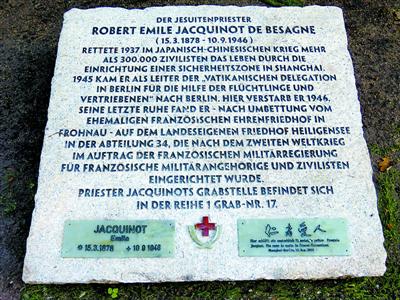 DER JESUITENPRIESTER
ROBERT EMILE JACQUINOT DE BESAGNE
(15.3.1878 - 10.9.1946)
RETTETE 1937 IM JAPANISCH-CHINESISCHEN KRIEG MEHR
ALS 300.000 ZIVILISTEN DAS LEBEN DURCH DIE
EINRICHTUNG EINER SICHERHEITSZONE IN SHANGHAI.
1945 KAM ER ALS LEITER DER „VATIKANISCHEN DELEGATION
IN BERLIN FÜR DIE HILFE DER FLÜCHTLINGE UND
VERTRIEBENEN" NACH BERLIN. HIER VERSTARB ER 1946.
SEINE LETZTE RUHE FAND ER - NACH UMBETTUNG VOM
EHEMALIGEN FRANZÖSISCHEN EHRENFRIEDHOF IN
FROHNAU - AUF DEM LANDESEIGENEN FRIEDHOF HEILIGENSEE
IN DER ABTEILUNG 34, DIE NACH DEM ZWEITEN WELTKRIEG
IM AUFTRAG DER FRANZÖSISCHEN MILITÄRREGIERUNG
FÜR FRANZÖSISCHE MILITÄRANGEHÖRIGE UND ZIVILISTEN
EINGERICHTET WURDE.
PRIESTER JACQUINOTS GRABSTELLE BEFINDET SICH
IN DER REIHE 1 GRAB-NR. 17.
JACQUINOT
Emile
*15.3.1878 +10.9.1946
仁者愛人